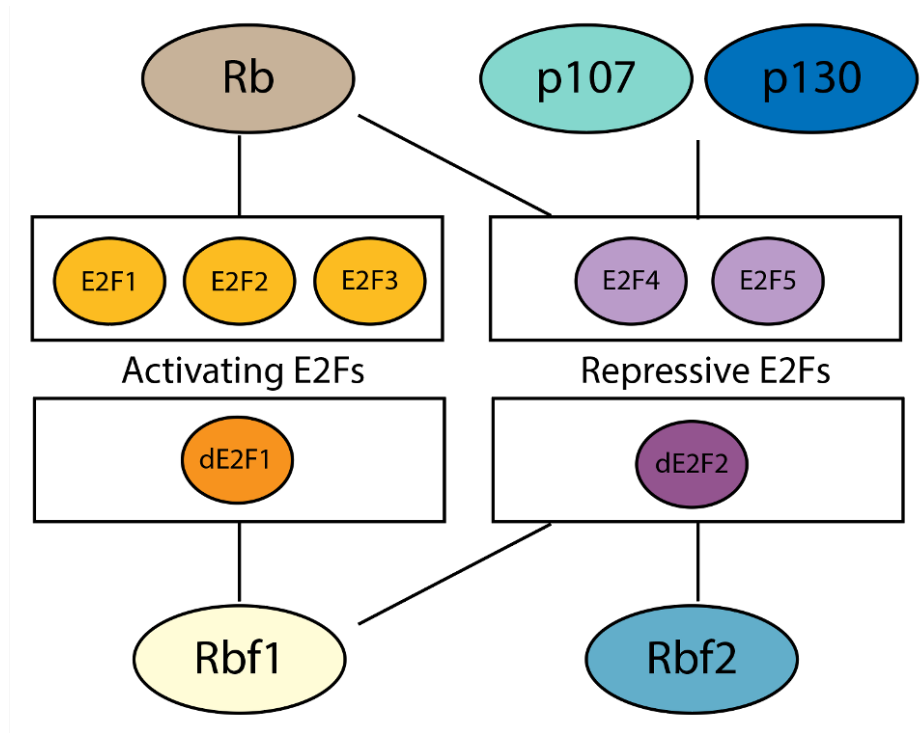 Rb
p107
p130
E2F1
E2F2
E2F3
E2F4
E2F5
Activating E2Fs
Repressive E2Fs
dE2F1
dE2F2
Rbf1
Rbf2